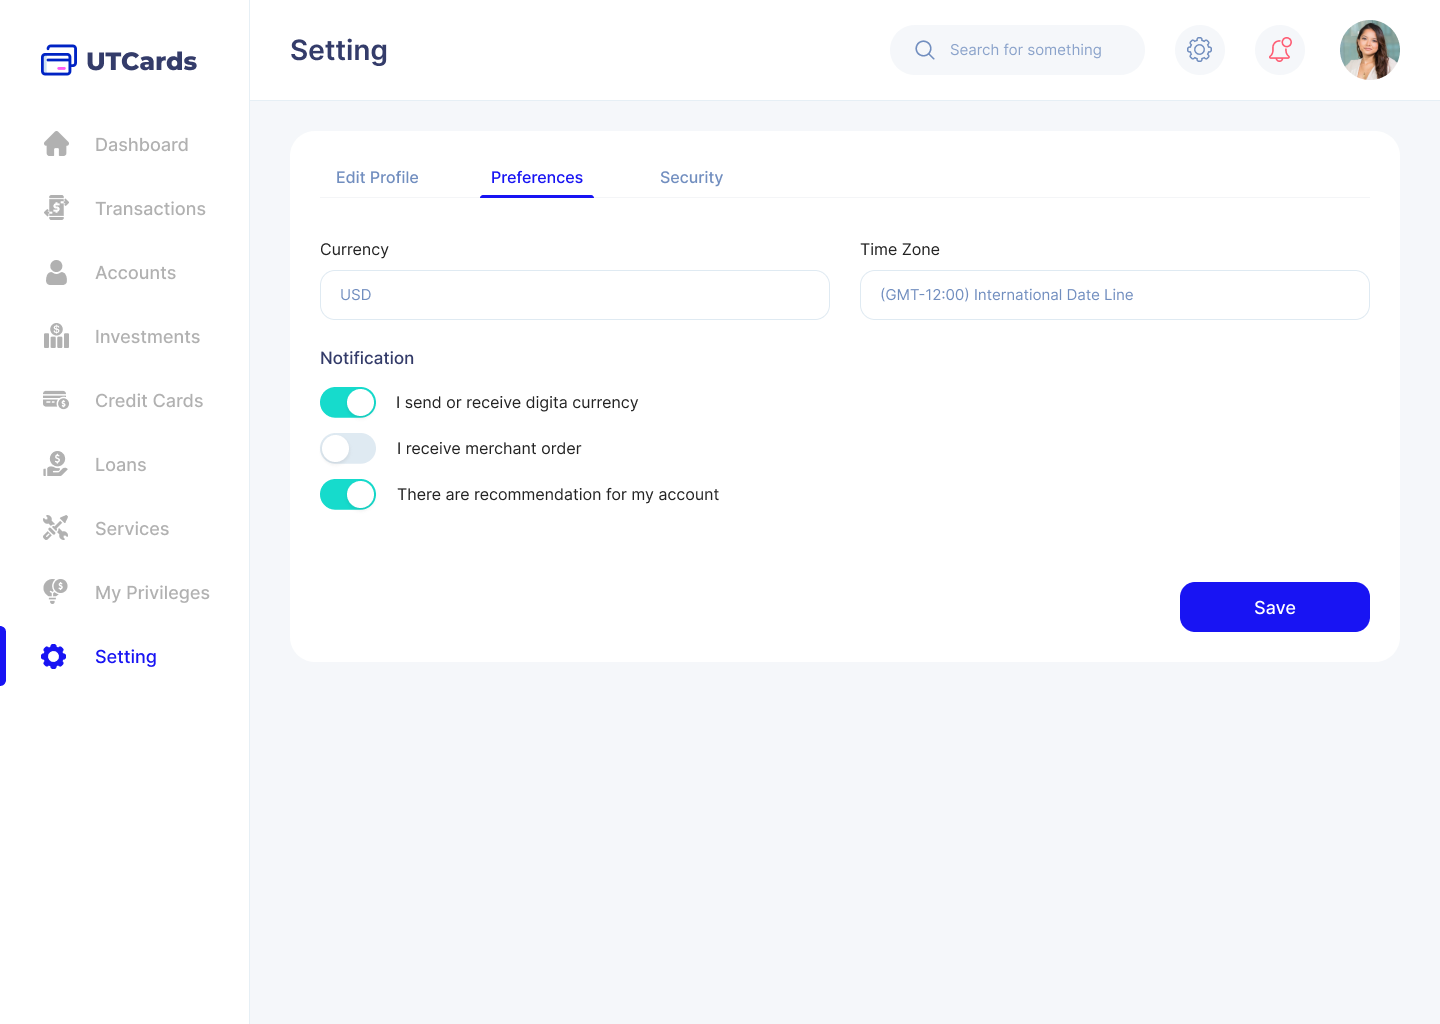 UTCards
Dashboard
Transactions
Accounts
Investments
Credit Cards
Loans
Services
My Privileges
Setting
Setting
Search for something
Edit Profile
Preferences
Security
Currency
USD
Time Zone
(GMT-12:00) International Date Line
Notification
I send or receive digita currency
I receive merchant order
There are recommendation for my account
Save